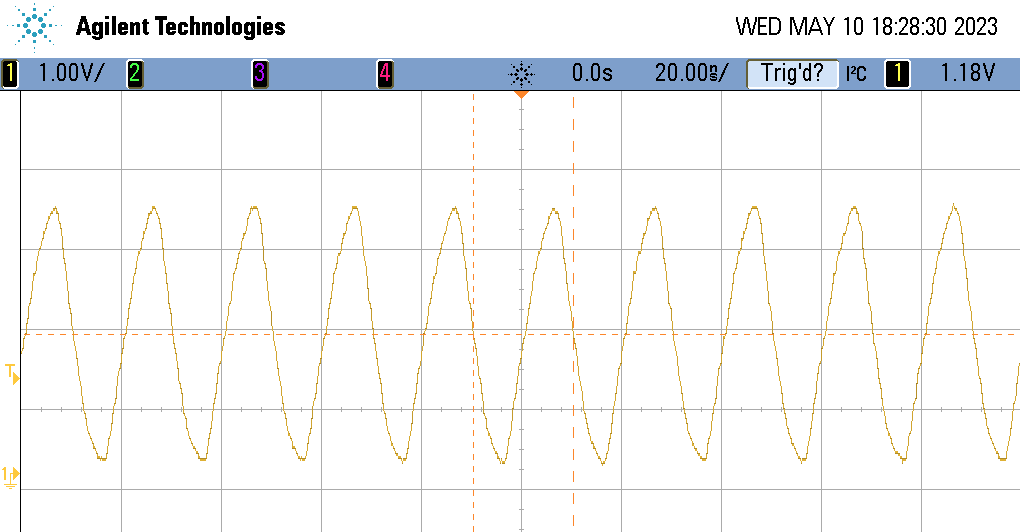 Agilent Technologies WED MAY 10 18:28:30 2023
1 1.00V/ 2 3 4 0.0s 20.00ns/ Trig'd? I²C 1 1.18V
T
1